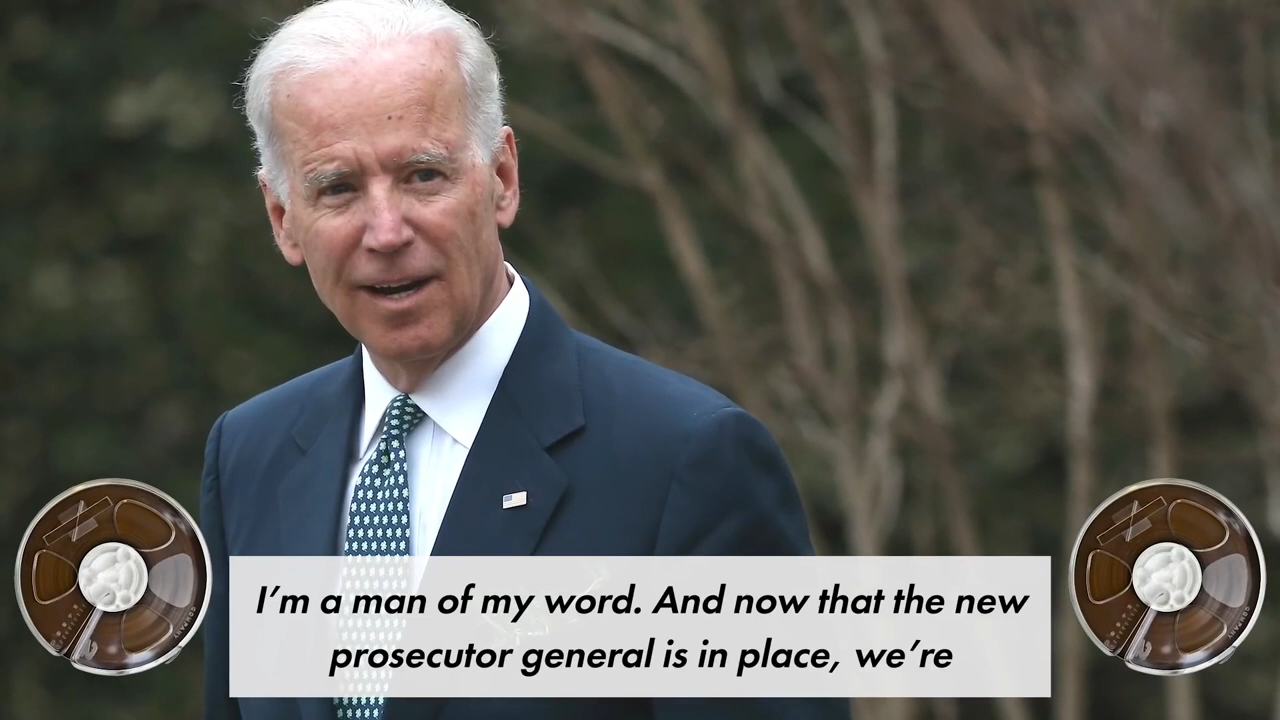 I'm a man of my word. And now that the new
prosecutor general is in place, we're